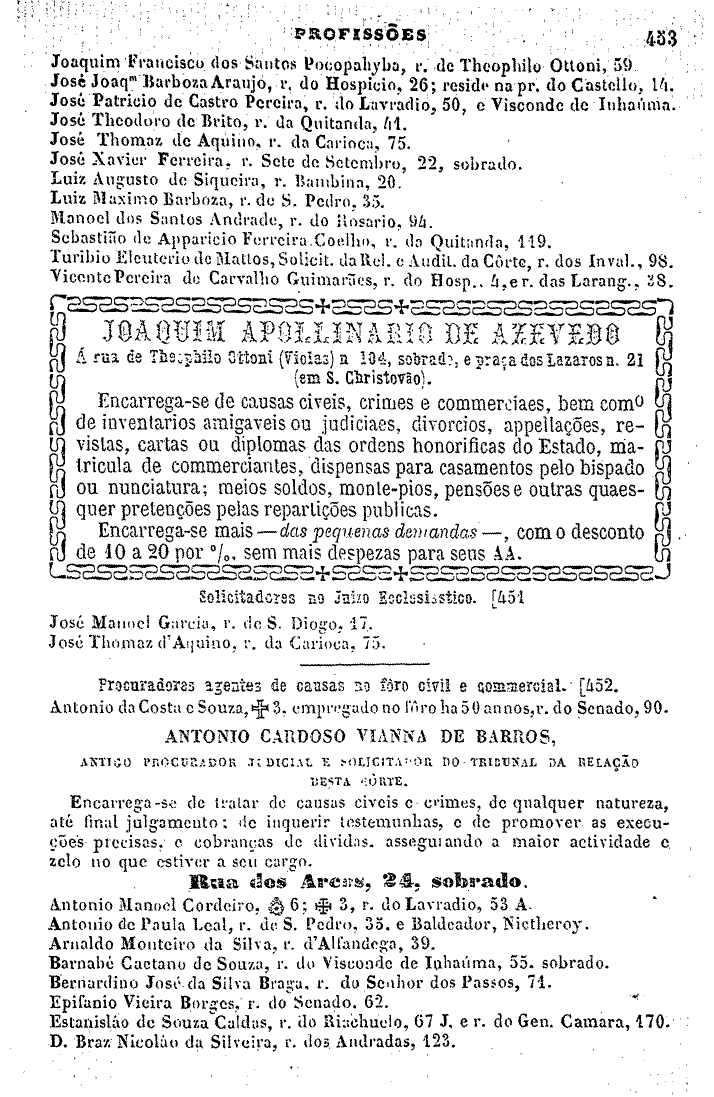 PROFISSÕES 453
Joaquim Francisco dos Santos Pocopahyba, r. de Theophilo Ottoni, 59
José Joaqm Barboza Araujo, r. do Hospicio, 26; reside na pr. do Castello, 14.
José Patricio de Castro Pereira, r. do Lavradio, 50, e Visconde de Inhaúma.
José Theodoro de Brito, r. da Quitanda, 41.
José Thomaz de Aquino, r. da Carioca, 75.
José Xavier Ferreira, r. Sete de Setembro, 22, sobrado.
Luiz Augusto de Siqueira, r. Bambina, 20.
Luiz Maximo Barboza, r. de S. Pedro, 35.
Manoel dos Santos Andrade, r. do Rosario, 94.
Sebastião de Apparicio Ferreira Coelho, r. da Quitanda, 119.
Turibio Eleuterio de Mattos, Solicit. da Rel. e Audit. da Côrte, r. dos Inval., 98.
Vicente Pereira de Carvalho Guimarães, r. do Hosp., 4, e r. das Larang., 38.
JOAQUIM APOLLINARIO DE AZEVEDO
Á rua de Theophilo Ottoni (Violas) n 104, sobrado, e praça dos Lazaros n. 21
(em S. Christovão).
Encarrega-se de causas civeis, crimes e commerciaes, bem como
de inventarios amigaveis ou judiciaes, divorcios, appellações, re-
vistas, cartas ou diplomas das ordens honorificas do Estado, ma-
tricula de commerciantes, dispensas para casamentos pelo bispado
ou nunciatura; meios soldos, monte-pios, pensões e outras quaes-
quer pretenções pelas repartições publicas.
Encarrega-se mais —das pequenas demandas—, com o desconto
de 10 a 20 por %, sem mais despezas para seus AA.
Solicitadores no Juizo Ecclesiastico. [451
José Manoel Garcia, r. de S. Diogo, 17.
José Thomaz d'Aquino, r. da Carioca, 75.
Procuradores agentes de causas no fôro civil e commercial. [452.
Antonio da Costa e Souza, ✠ 3, empregado no fôro ha 50 annos, r. do Senado, 90.
ANTONIO CARDOSO VIANNA DE BARROS,
ANTIGO PROCURADOR JUDICIAL E SOLICITADOR DO TRIBUNAL DA RELAÇÃO
DESTA CÔRTE.
Encarrega-se de tratar de causas civeis e crimes, de qualquer natureza,
até final julgamento; de inquerir testemunhas, e de promover as execu-
ções precisas, e cobranças de dividas, assegurando a maior actividade e
zelo no que estiver a seu cargo.
Rua dos Arcos, 24, sobrado.
Antonio Manoel Cordeiro, 6; ✠ 3, r. do Lavradio, 53 A.
Antonio de Paula Leal, r. de S. Pedro, 35, e Baldeador, Nictheroy.
Arnaldo Monteiro da Silva, r. d'Alfandega, 39.
Barnabé Caetano de Souza, r. do Visconde de Inhaúma, 55, sobrado.
Bernardino José da Silva Braga, r. do Senhor dos Passos, 71.
Epifanio Vieira Borges, r. do Senado, 62.
Estanisláo de Souza Caldas, r. do Riachuelo, 67 J, e r. do Gen. Camara, 170.
D. Braz Nicoláo da Silveira, r. dos Andradas, 123.